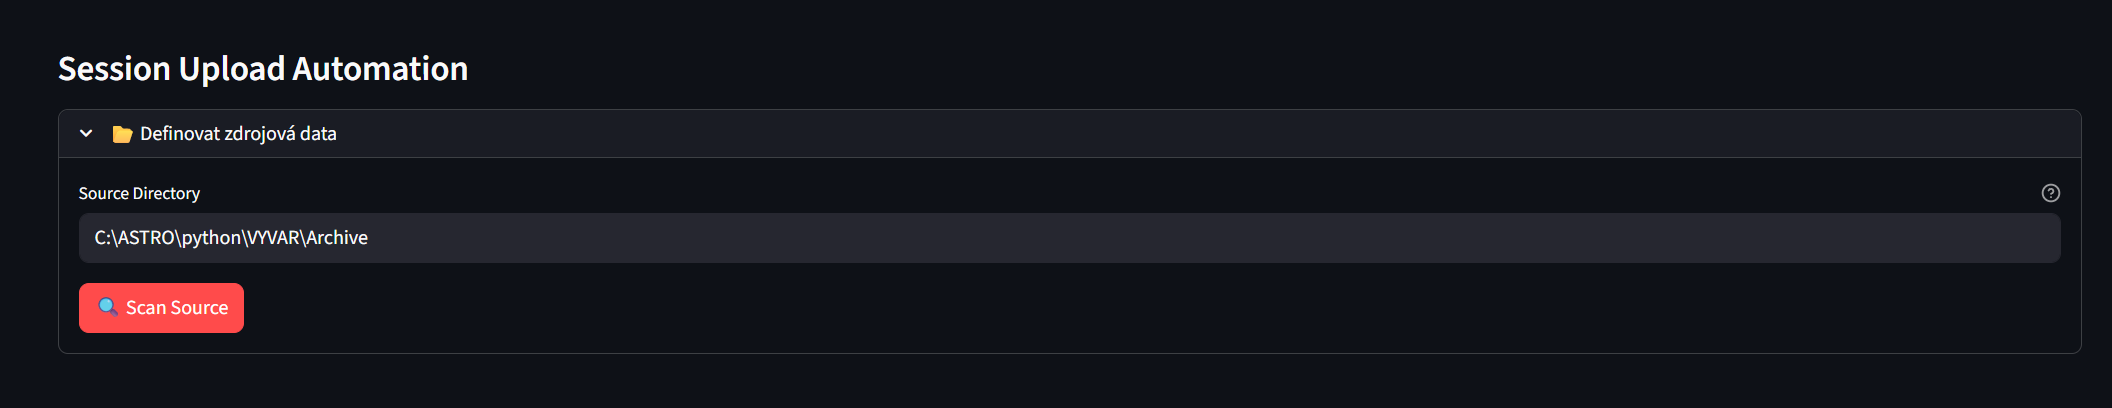 Session Upload Automation
Definovat zdrojová data
Source Directory
C:\ASTRO\python\VYVAR\Archive
Scan Source